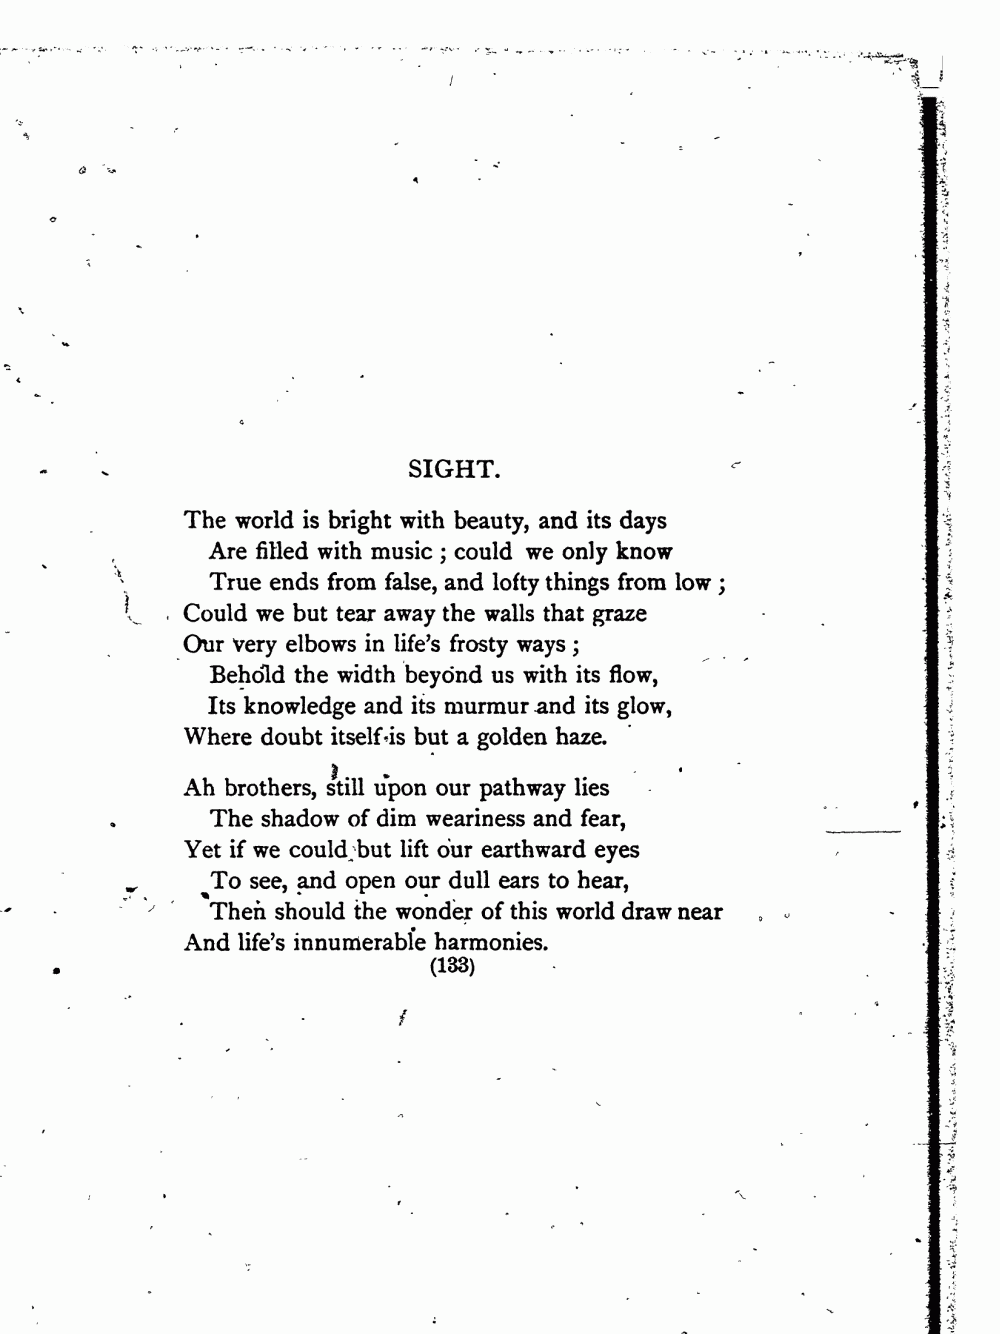 SIGHT.
The world is bright with beauty, and its days
Are filled with music ; could we only know
True ends from false, and lofty things from low ;
Could we but tear away the walls that graze
Our very elbows in life's frosty ways ;
Behold the width beyond us with its flow,
Its knowledge and its murmur and its glow,
Where doubt itself is but a golden haze.
Ah brothers, still upon our pathway lies
The shadow of dim weariness and fear,
Yet if we could but lift our earthward eyes
To see, and open our dull ears to hear,
Then should the wonder of this world draw near
And life's innumerable harmonies.
(133)